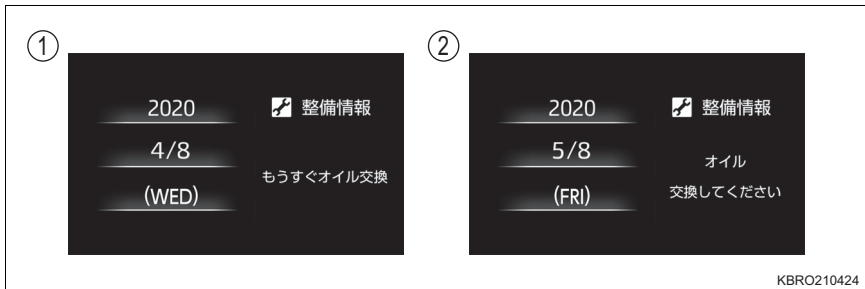 ①
2020
4/8
(WED)
整備情報
もうすぐオイル交換
②
2020
5/8
(FRI)
整備情報
オイル
交換してください
KBRO210424